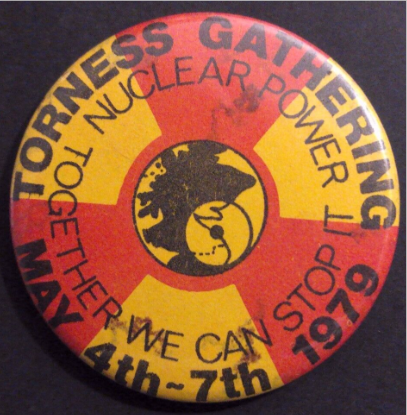 TORNESS GATHERING
NUCLEAR POWER
TOGETHER WE CAN STOP IT
MAY 4th~7th 1979